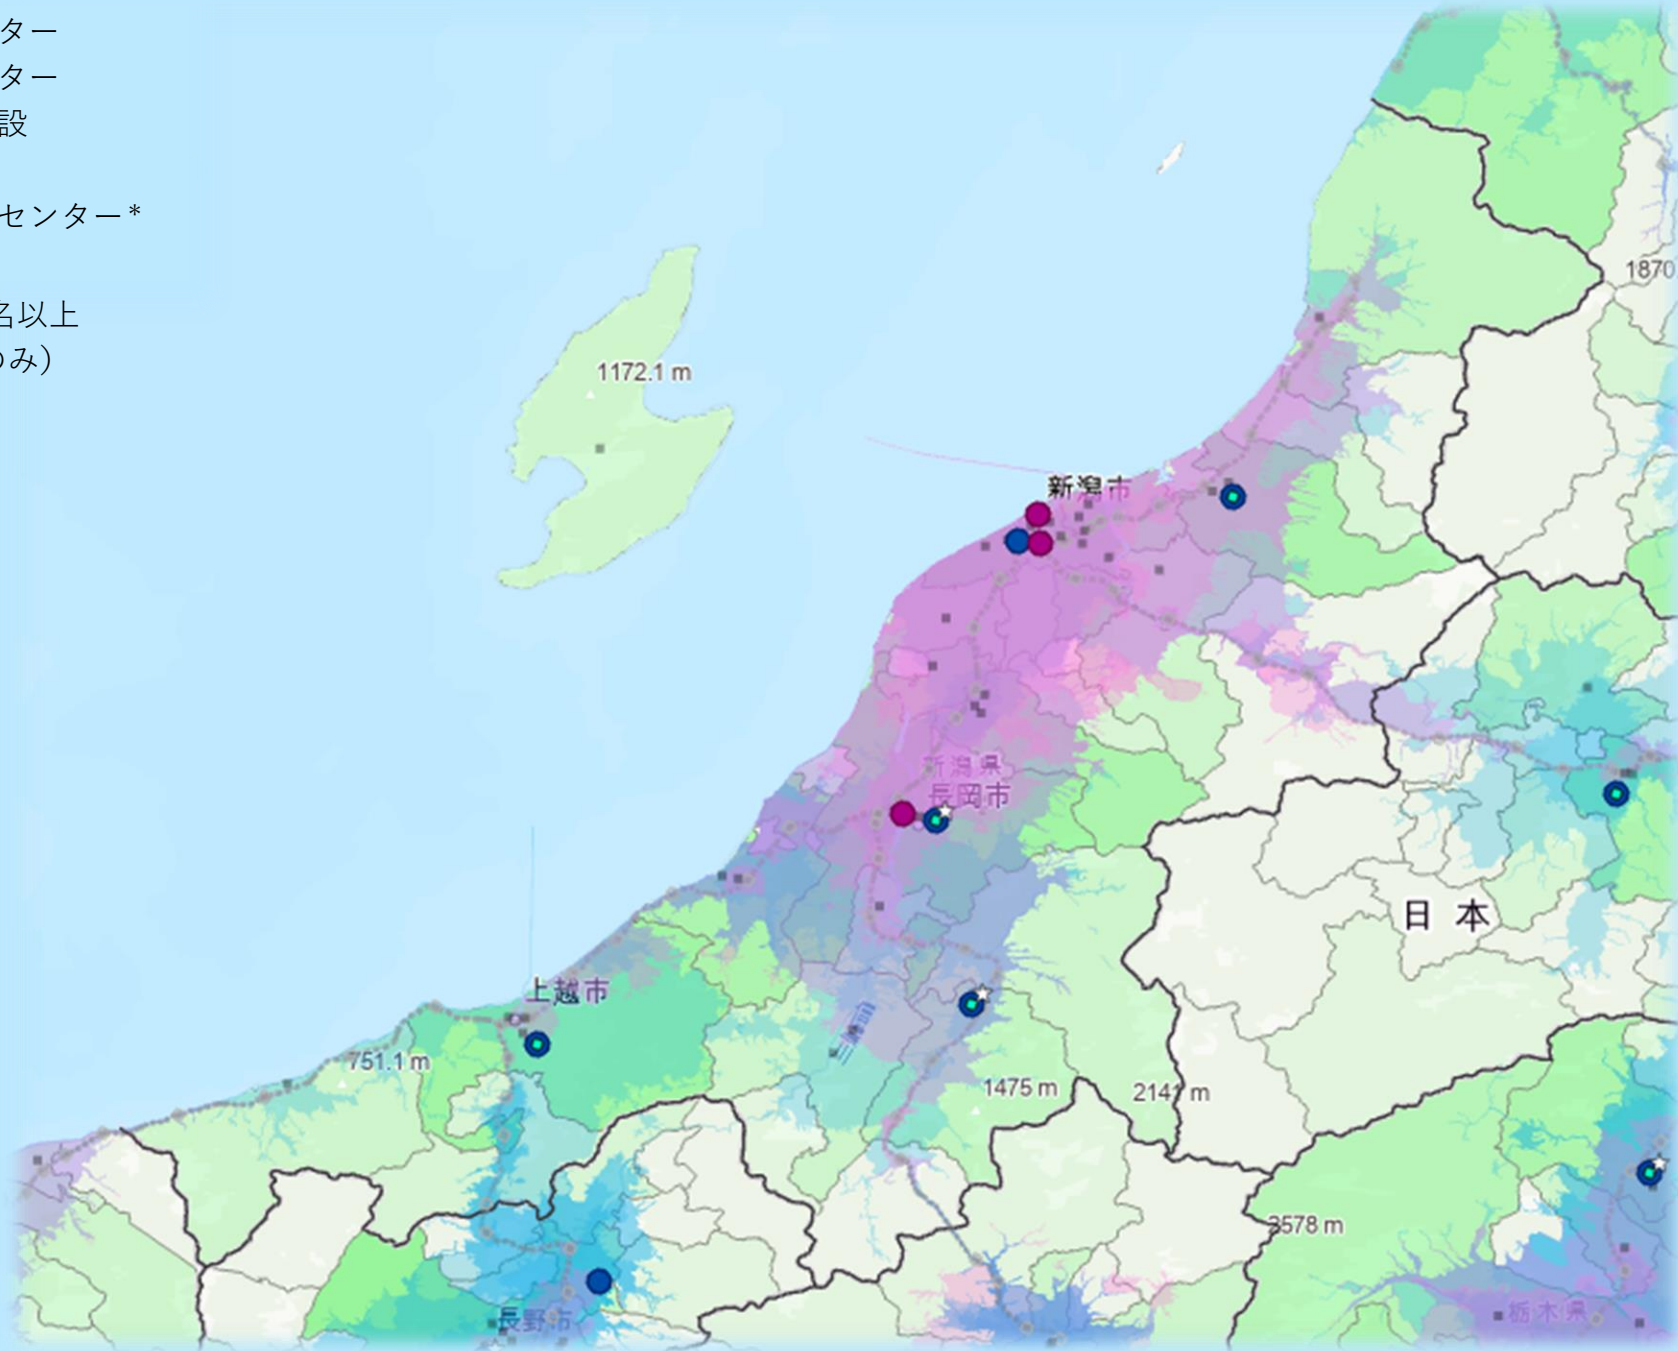 ター
ター
設
センター*
名以上
のみ）
1870
1172.1 m
新潟市
新潟県
長岡市
日本
上越市
751.1 m
1475 m
2141 m
2578 m
長野市
栃木県